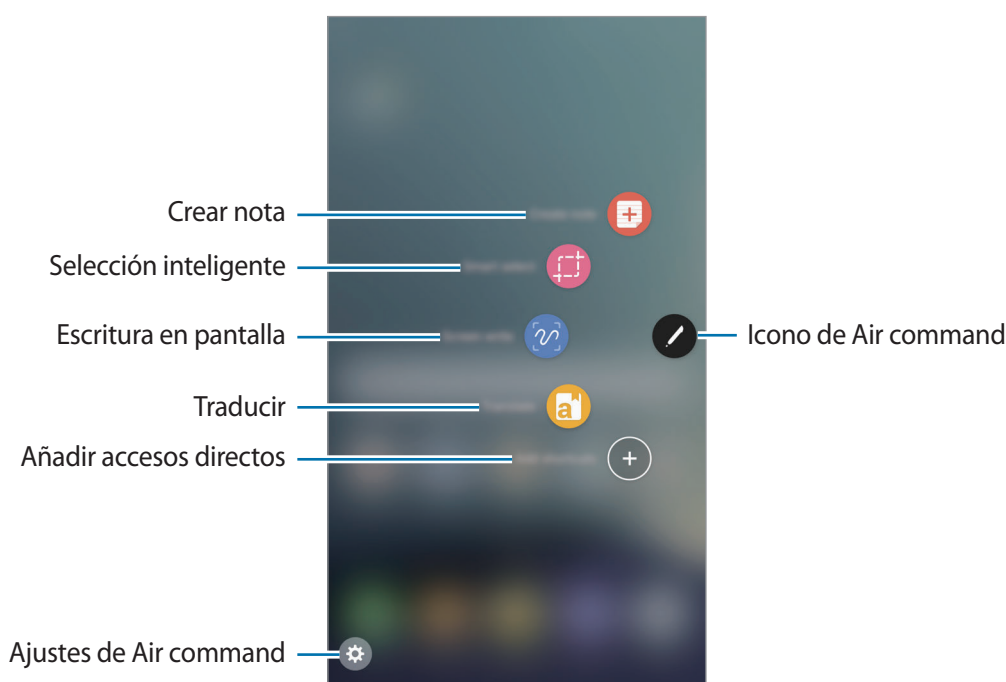 Crear nota
Selección inteligente
Escritura en pantalla
Icono de Air command
Traducir
Añadir accesos directos
Ajustes de Air command